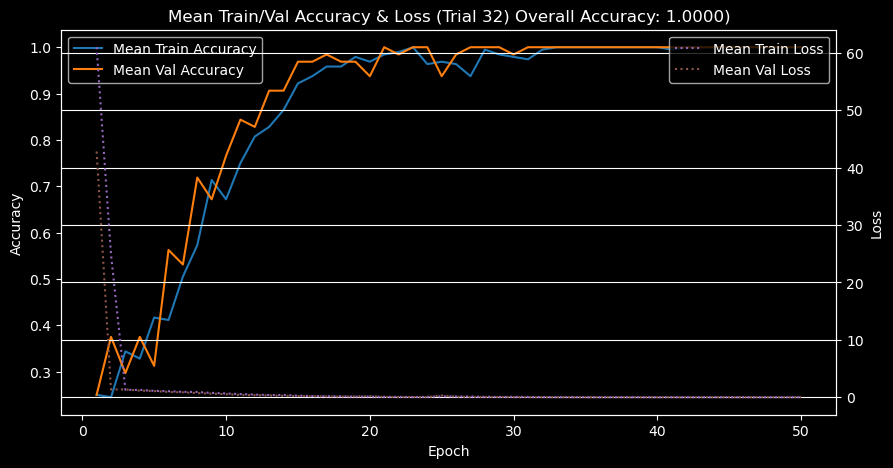 Mean Train/Val Accuracy & Loss (Trial 32) Overall Accuracy: 1.0000)
Mean Train Accuracy
Mean Val Accuracy
Mean Train Loss
Mean Val Loss
1.0
0.9
0.8
0.7
0.6
0.5
0.4
0.3
Accuracy
60
50
40
30
20
10
0
Loss
0 10 20 30 40 50
Epoch